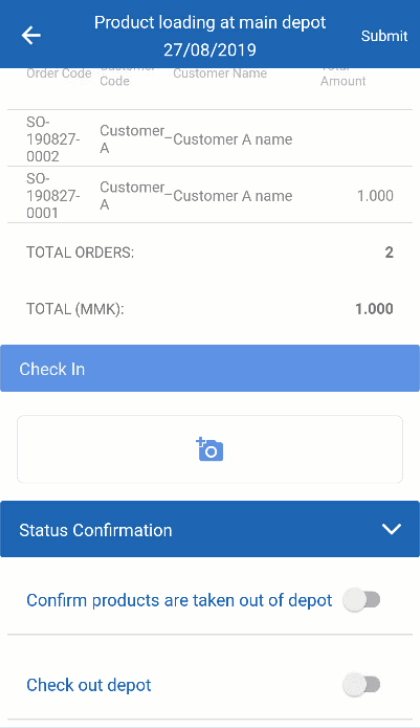 Product loading at main depot
27/08/2019
Submit
Order Code Customer Code Customer Name Total Amount
SO-190827-0002 Customer_A Customer A name
SO-190827-0001 Customer_A Customer A name 1.000
TOTAL ORDERS: 2
TOTAL (MMK): 1.000
Check In
Status Confirmation
Confirm products are taken out of depot
Check out depot